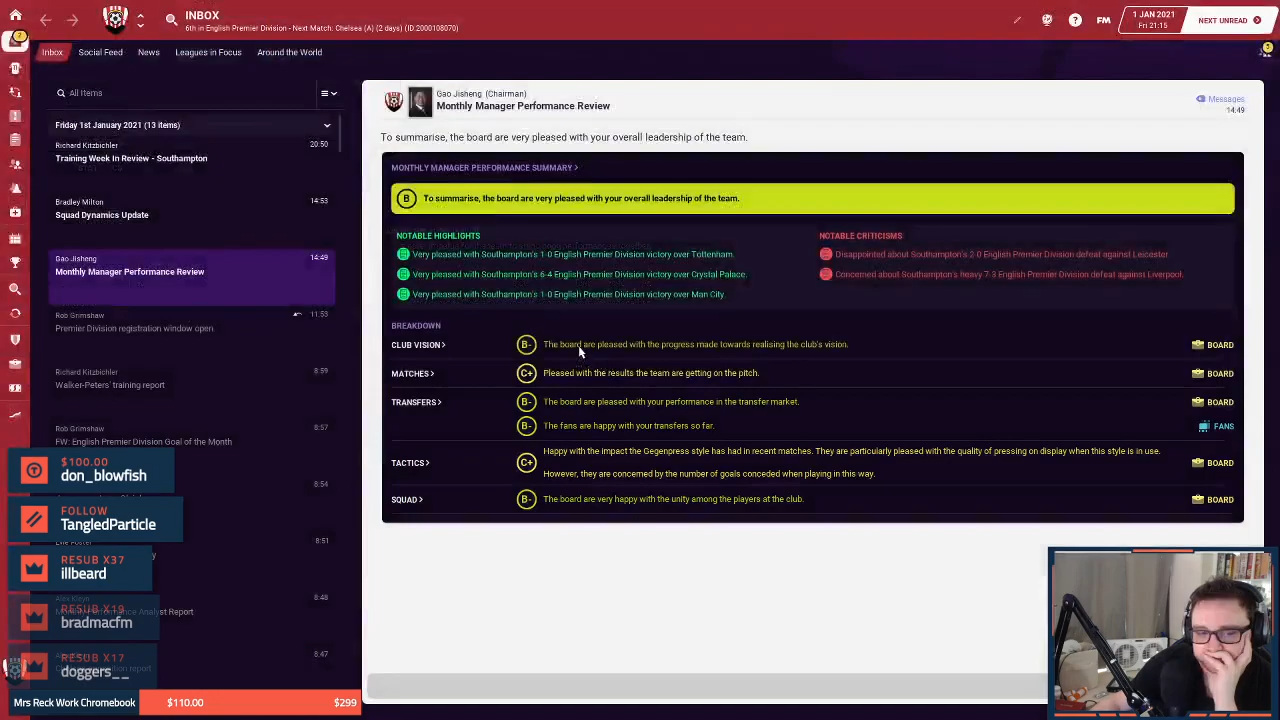 INBOX
6th in English Premier Division - Next Match: Chelsea (A) (2 days) (ID:2000108070)
FM
1 JAN 2021
Fri 21:15
NEXT UNREAD
Inbox
Social Feed
News
Leagues in Focus
Around the World
All Items
Friday 1st January 2021 (13 items)
Richard Kitzbichler
20:50
Training Week In Review - Southampton
Bradley Milton
14:53
Squad Dynamics Update
Gao Jisheng
14:49
Monthly Manager Performance Review
Rob Grimshaw
11:53
Premier Division registration window open
Richard Kitzbichler
8:59
Walker-Peters' training report
Rob Grimshaw
8:57
FW: English Premier Division Goal of the Month
8:54
8:51
8:48
8:47
$100.00
don_blowfish
FOLLOW
TangledParticle
RESUB X37
illbeard
RESUB X19
bradmacfm
RESUB X17
doggers__
Mrs Reck Work Chromebook
$110.00
$299
Gao Jisheng (Chairman)
Monthly Manager Performance Review
Messages
14:49
To summarise, the board are very pleased with your overall leadership of the team.
MONTHLY MANAGER PERFORMANCE SUMMARY >
B
To summarise, the board are very pleased with your overall leadership of the team.
NOTABLE HIGHLIGHTS
Very pleased with Southampton's 1-0 English Premier Division victory over Tottenham.
Very pleased with Southampton's 6-4 English Premier Division victory over Crystal Palace.
Very pleased with Southampton's 1-0 English Premier Division victory over Man City.
NOTABLE CRITICISMS
Disappointed about Southampton's 2-0 English Premier Division defeat against Leicester
Concerned about Southampton's heavy 7-3 English Premier Division defeat against Liverpool.
BREAKDOWN
CLUB VISION >
B-
The board are pleased with the progress made towards realising the club's vision.
BOARD
MATCHES >
C+
Pleased with the results the team are getting on the pitch.
BOARD
TRANSFERS >
B-
The board are pleased with your performance in the transfer market.
BOARD
B-
The fans are happy with your transfers so far.
FANS
TACTICS >
C+
Happy with the impact the Gegenpress style has had in recent matches. They are particularly pleased with the quality of pressing on display when this style is in use.
However, they are concerned by the number of goals conceded when playing in this way.
BOARD
SQUAD >
B-
The board are very happy with the unity among the players at the club.
BOARD